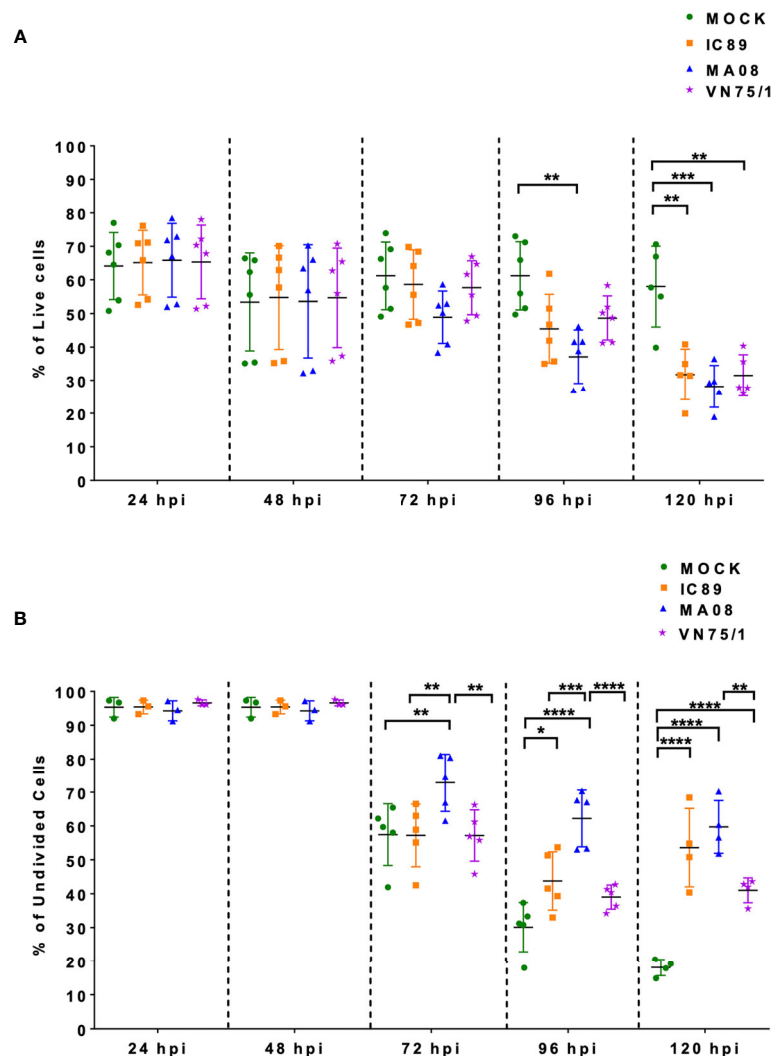 A
MOCK
IC89
MA08
VN75/1
% of Live cells
100
90
80
70
60
50
40
30
20
10
0
**
**
***
**
24 hpi
48 hpi
72 hpi
96 hpi
120 hpi
B
MOCK
IC89
MA08
VN75/1
% of Undivided Cells
100
90
80
70
60
50
40
30
20
10
0
** **
**
*** ****
****
*
**
****
****
****
24 hpi
48 hpi
72 hpi
96 hpi
120 hpi